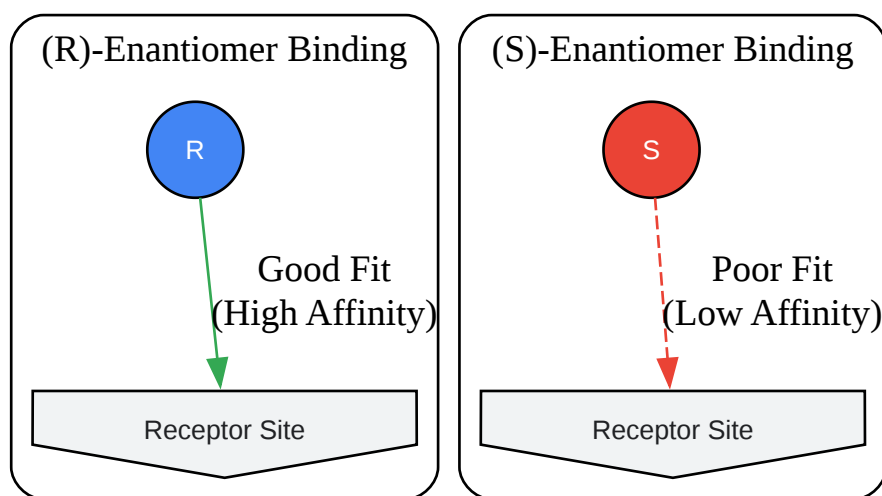 (R)-Enantiomer Binding
R
Good Fit
(High Affinity)
Receptor Site
(S)-Enantiomer Binding
S
Poor Fit
(Low Affinity)
Receptor Site